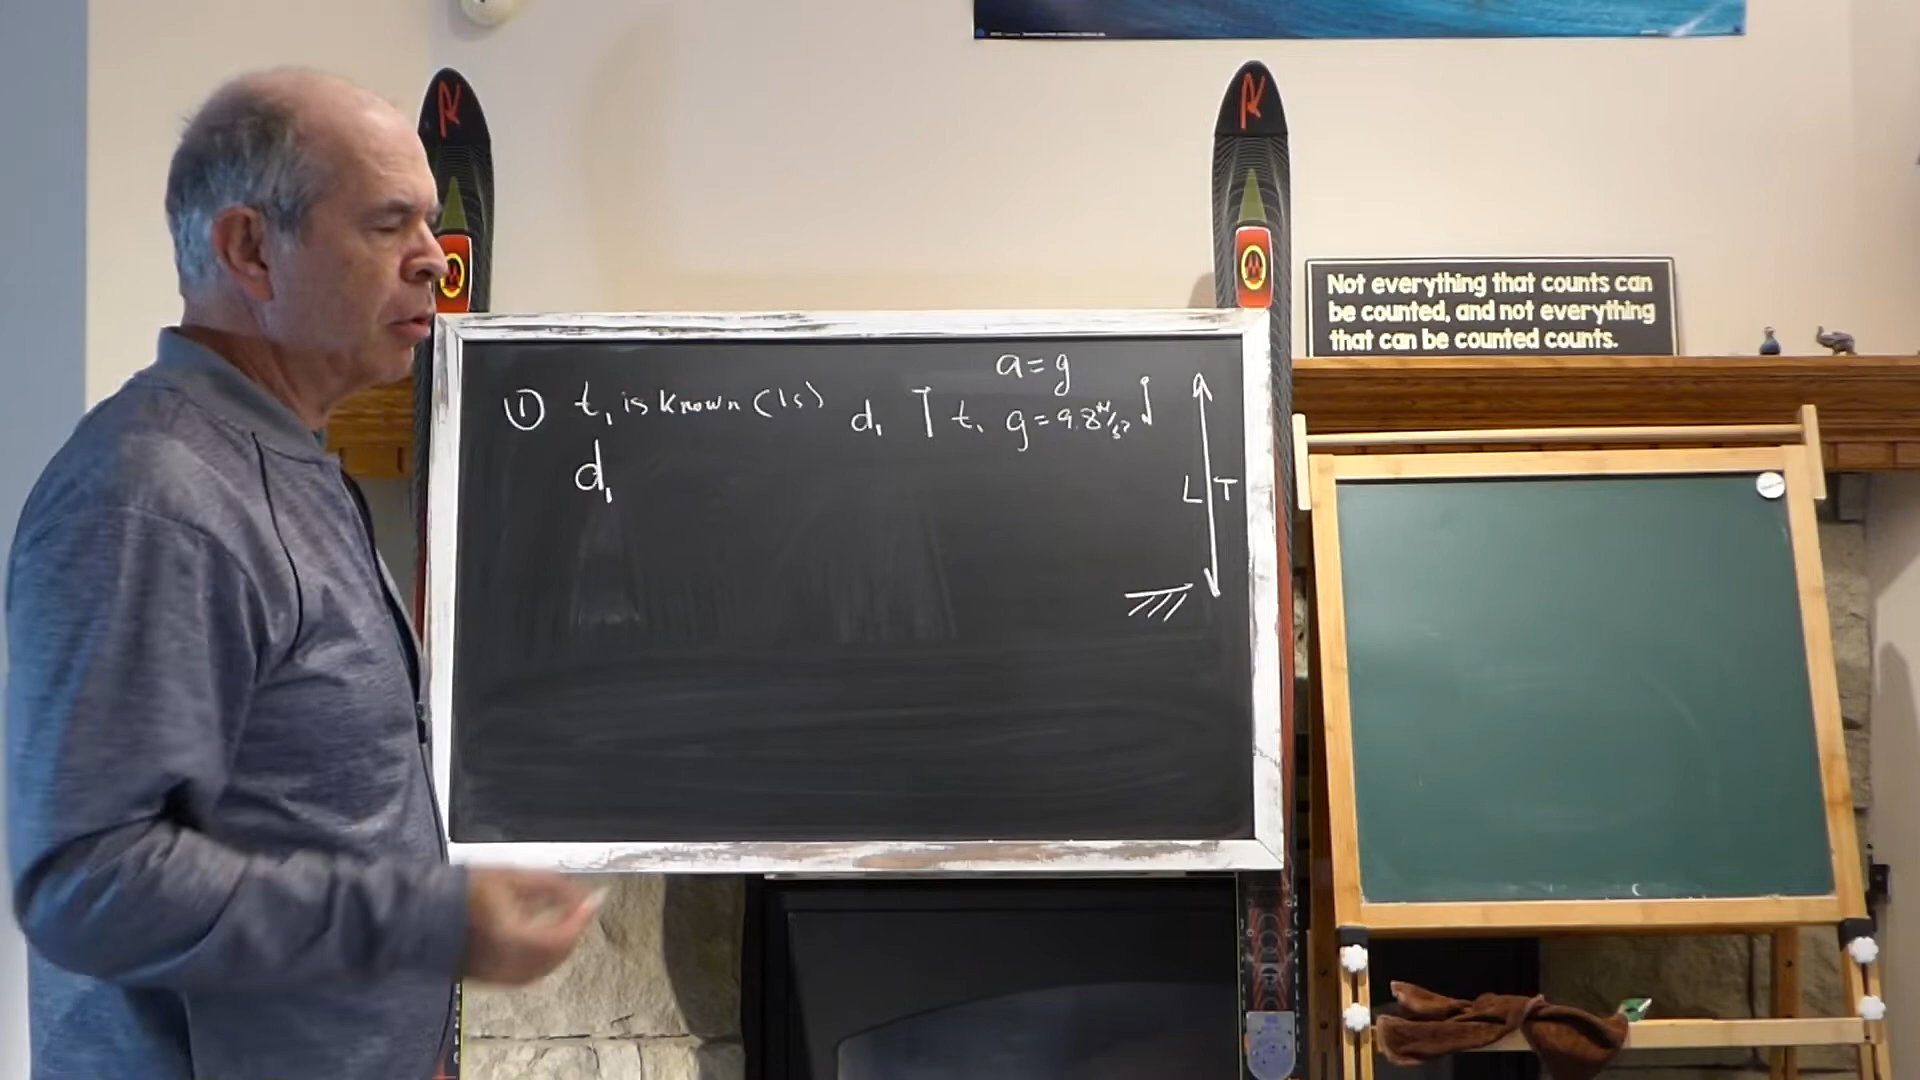 a = g
① t₁ is known (1s)
d₁ t₁ g = 9.8 m/s²
d₁
L T
Not everything that counts can
be counted, and not everything
that can be counted counts.